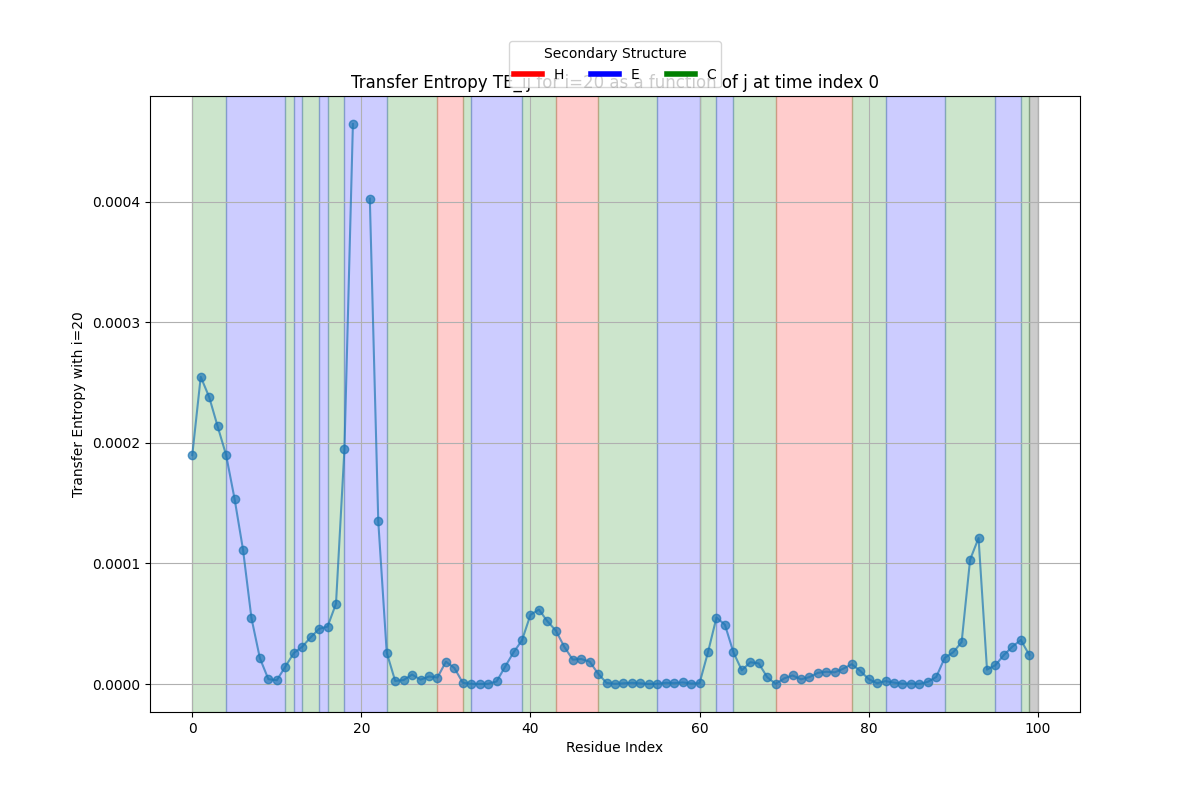 Secondary Structure
H E C
Transfer Entropy TE_ij for i=20 as a function of j at time index 0
Transfer Entropy with i=20
0.0004
0.0003
0.0002
0.0001
0.0000
0 20 40 60 80 100
Residue Index